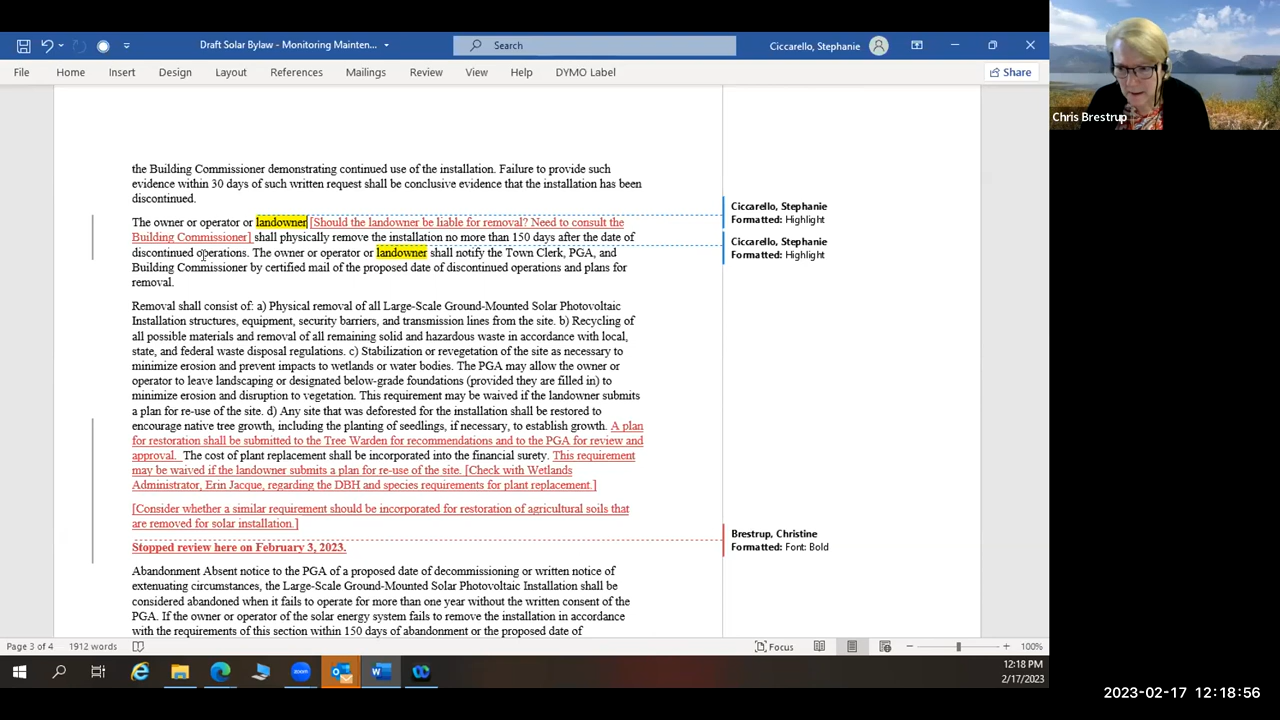 Draft Solar Bylaw - Monitoring Mainten...
Search
Ciccarello, Stephanie
File Home Insert Design Layout References Mailings Review View Help DYMO Label Share
Chris Brestrup
the Building Commissioner demonstrating continued use of the installation. Failure to provide such
evidence within 30 days of such written request shall be conclusive evidence that the installation has been
discontinued.
The owner or operator or landowner [Should the landowner be liable for removal? Need to consult the
Building Commissioner] shall physically remove the installation no more than 150 days after the date of
discontinued operations. The owner or operator or landowner shall notify the Town Clerk, PGA, and
Building Commissioner by certified mail of the proposed date of discontinued operations and plans for
removal.
Ciccarello, Stephanie
Formatted: Highlight
Ciccarello, Stephanie
Formatted: Highlight
Removal shall consist of: a) Physical removal of all Large-Scale Ground-Mounted Solar Photovoltaic
Installation structures, equipment, security barriers, and transmission lines from the site. b) Recycling of
all possible materials and removal of all remaining solid and hazardous waste in accordance with local,
state, and federal waste disposal regulations. c) Stabilization or revegetation of the site as necessary to
minimize erosion and prevent impacts to wetlands or water bodies. The PGA may allow the owner or
operator to leave landscaping or designated below-grade foundations (provided they are filled in) to
minimize erosion and disruption to vegetation. This requirement may be waived if the landowner submits
a plan for re-use of the site. d) Any site that was deforested for the installation shall be restored to
encourage native tree growth, including the planting of seedlings, if necessary, to establish growth. A plan
for restoration shall be submitted to the Tree Warden for recommendations and to the PGA for review and
approval. The cost of plant replacement shall be incorporated into the financial surety. This requirement
may be waived if the landowner submits a plan for re-use of the site. [Check with Wetlands
Administrator, Erin Jacque, regarding the DBH and species requirements for plant replacement.]
[Consider whether a similar requirement should be incorporated for restoration of agricultural soils that
are removed for solar installation.]
Stopped review here on February 3, 2023.
Brestrup, Christine
Formatted: Font: Bold
Abandonment Absent notice to the PGA of a proposed date of decommissioning or written notice of
extenuating circumstances, the Large-Scale Ground-Mounted Solar Photovoltaic Installation shall be
considered abandoned when it fails to operate for more than one year without the written consent of the
PGA. If the owner or operator of the solar energy system fails to remove the installation in accordance
with the requirements of this section within 150 days of abandonment or the proposed date of
Page 3 of 4 1912 words Focus 100%
12:18 PM
2/17/2023
2023-02-17 12:18:56